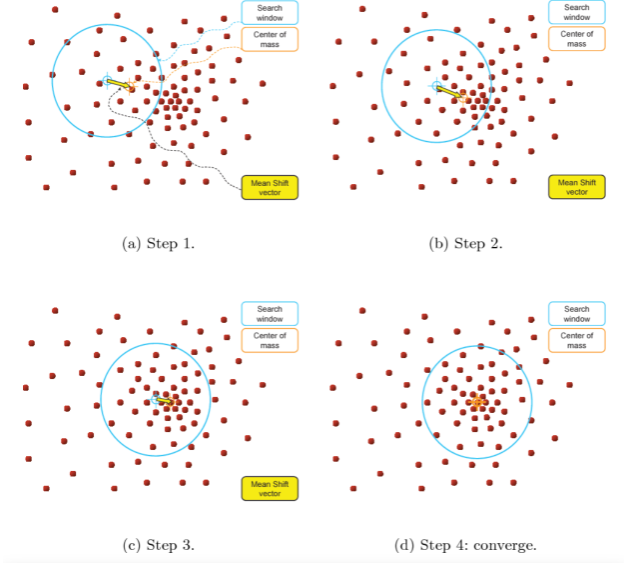 Search
window
Center of
mass
Mean Shift
vector
(a) Step 1.
Search
window
Center of
mass
Mean Shift
vector
(b) Step 2.
Search
window
Center of
mass
Mean Shift
vector
(c) Step 3.
Search
window
Center of
mass
(d) Step 4: converge.